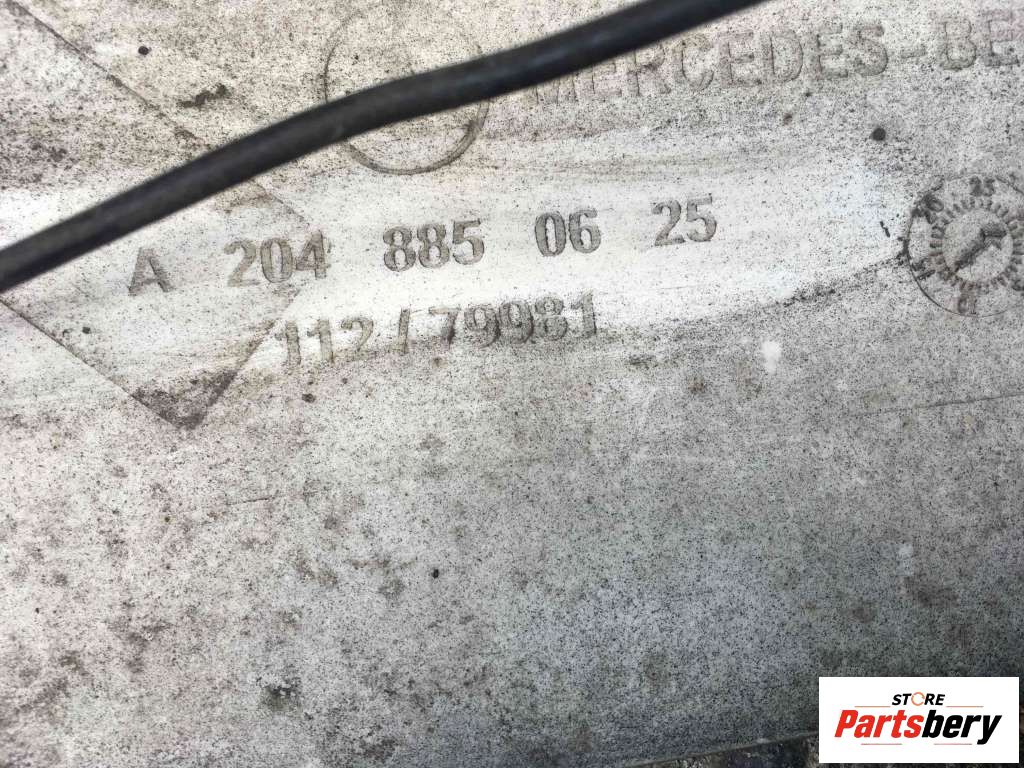 MERCEDES-BE
A 204 885 06 25
112 / 79981
STORE
Partsbery